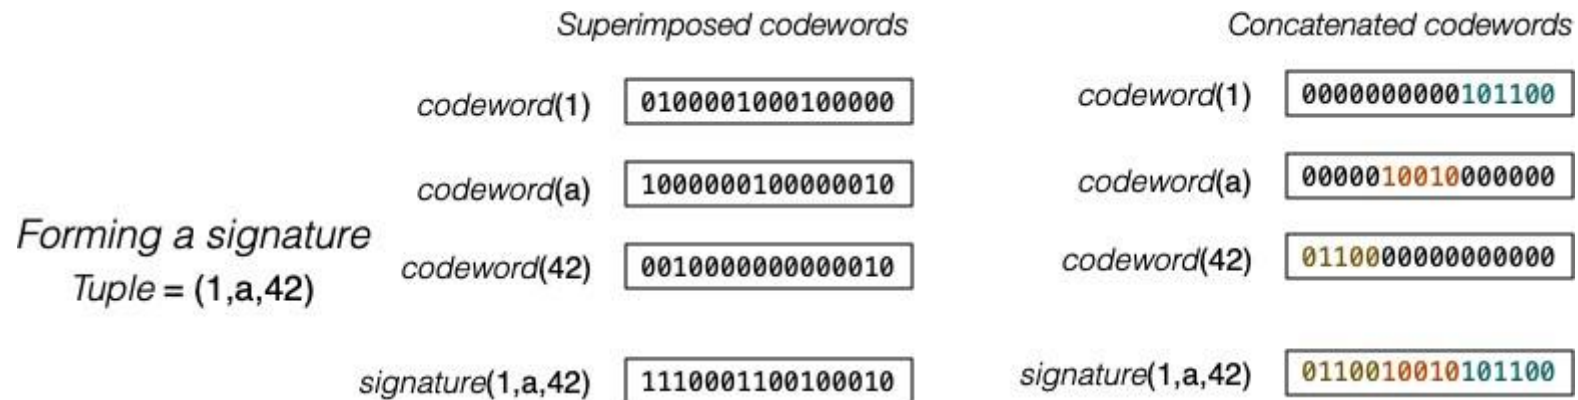 Superimposed codewords
Concatenated codewords
codeword(1) 0100001000100000
codeword(1) 0000000000101100
codeword(a) 1000000100000010
codeword(a) 0000010010000000
Forming a signature
Tuple = (1,a,42)
codeword(42) 0010000000000010
codeword(42) 0110000000000000
signature(1,a,42) 1110001100100010
signature(1,a,42) 0110010010101100